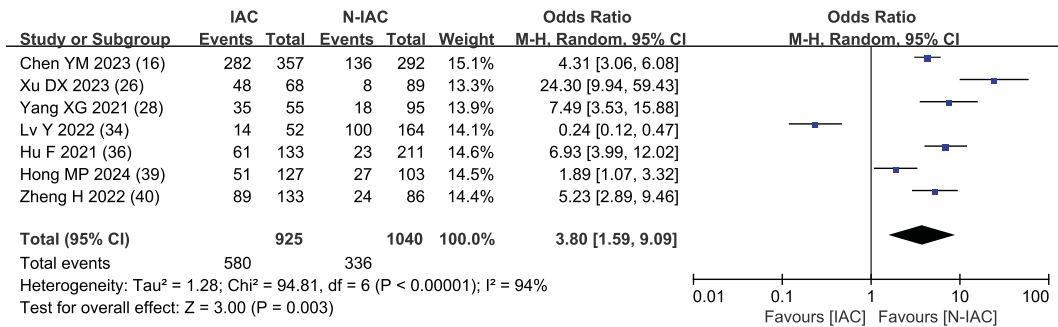 IAC N-IAC Odds Ratio Odds Ratio
Study or Subgroup Events Total Events Total Weight M-H, Random, 95% CI M-H, Random, 95% CI
Chen YM 2023 (16) 282 357 136 292 15.1% 4.31 [3.06, 6.08]
Xu DX 2023 (26) 48 68 8 89 13.3% 24.30 [9.94, 59.43]
Yang XG 2021 (28) 35 55 18 95 13.9% 7.49 [3.53, 15.88]
Lv Y 2022 (34) 14 52 100 164 14.1% 0.24 [0.12, 0.47]
Hu F 2021 (36) 61 133 23 211 14.6% 6.93 [3.99, 12.02]
Hong MP 2024 (39) 51 127 27 103 14.5% 1.89 [1.07, 3.32]
Zheng H 2022 (40) 89 133 24 86 14.4% 5.23 [2.89, 9.46]
Total (95% CI) 925 1040 100.0% 3.80 [1.59, 9.09]
Total events 580 336
Heterogeneity: Tau² = 1.28; Chi² = 94.81, df = 6 (P < 0.00001); I² = 94%
Test for overall effect: Z = 3.00 (P = 0.003)
0.01 0.1 1 10 100
Favours [IAC] Favours [N-IAC]